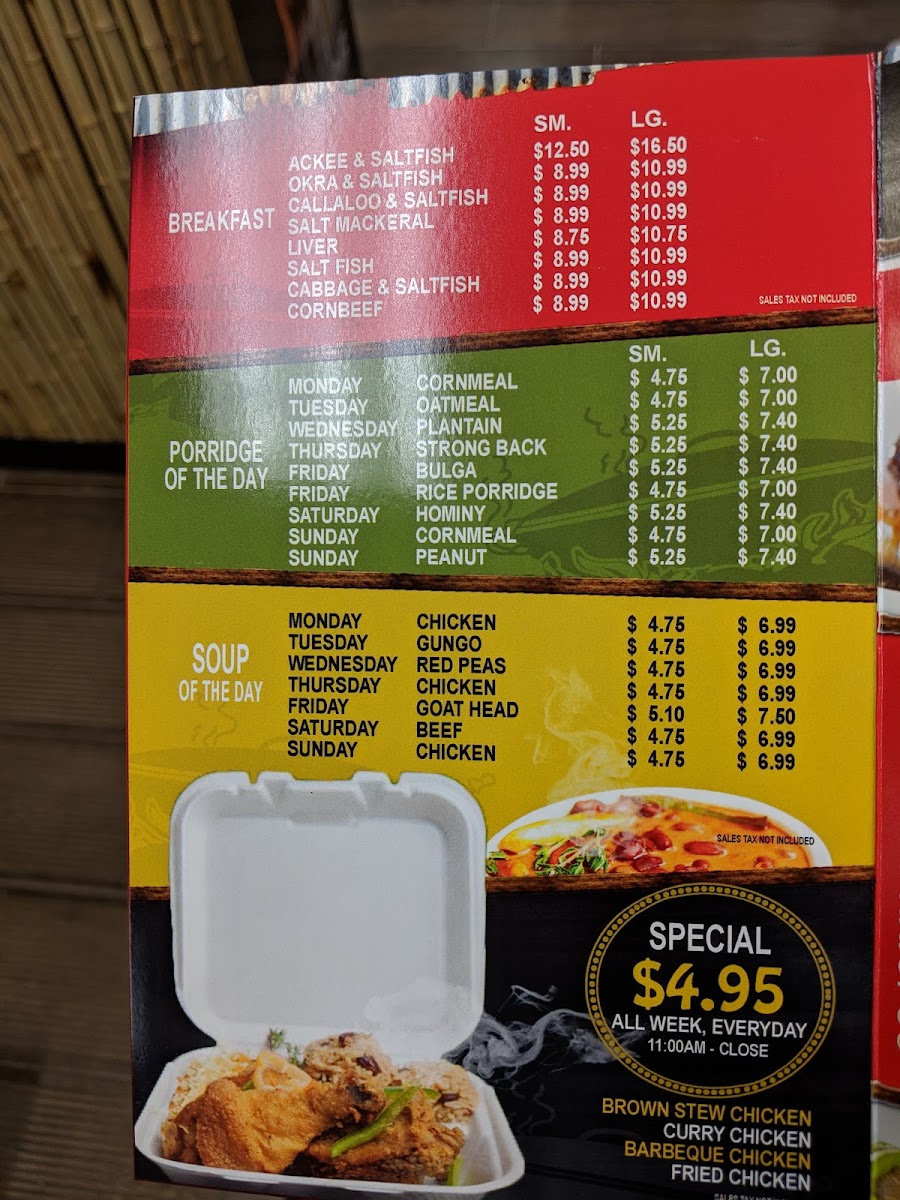 SM. LG.
BREAKFAST
ACKEE & SALTFISH $12.50 $16.50
OKRA & SALTFISH $ 8.99 $10.99
CALLALOO & SALTFISH $ 8.99 $10.99
SALT MACKERAL $ 8.99 $10.99
LIVER $ 8.75 $10.75
SALT FISH $ 8.99 $10.99
CABBAGE & SALTFISH $ 8.99 $10.99
CORNBEEF $ 8.99 $10.99
SALES TAX NOT INCLUDED
SM. LG.
PORRIDGE
OF THE DAY
MONDAY CORNMEAL $ 4.75 $ 7.00
TUESDAY OATMEAL $ 4.75 $ 7.00
WEDNESDAY PLANTAIN $ 5.25 $ 7.40
THURSDAY STRONG BACK $ 5.25 $ 7.40
FRIDAY BULGA $ 5.25 $ 7.40
FRIDAY RICE PORRIDGE $ 4.75 $ 7.00
SATURDAY HOMINY $ 5.25 $ 7.40
SUNDAY CORNMEAL $ 4.75 $ 7.00
SUNDAY PEANUT $ 5.25 $ 7.40
SOUP
OF THE DAY
MONDAY CHICKEN $ 4.75 $ 6.99
TUESDAY GUNGO $ 4.75 $ 6.99
WEDNESDAY RED PEAS $ 4.75 $ 6.99
THURSDAY CHICKEN $ 4.75 $ 6.99
FRIDAY GOAT HEAD $ 5.10 $ 7.50
SATURDAY BEEF $ 4.75 $ 6.99
SUNDAY CHICKEN $ 4.75 $ 6.99
SALES TAX NOT INCLUDED
SPECIAL
$4.95
ALL WEEK, EVERYDAY
11:00AM - CLOSE
BROWN STEW CHICKEN
CURRY CHICKEN
BARBEQUE CHICKEN
FRIED CHICKEN
SALES TAX NOT